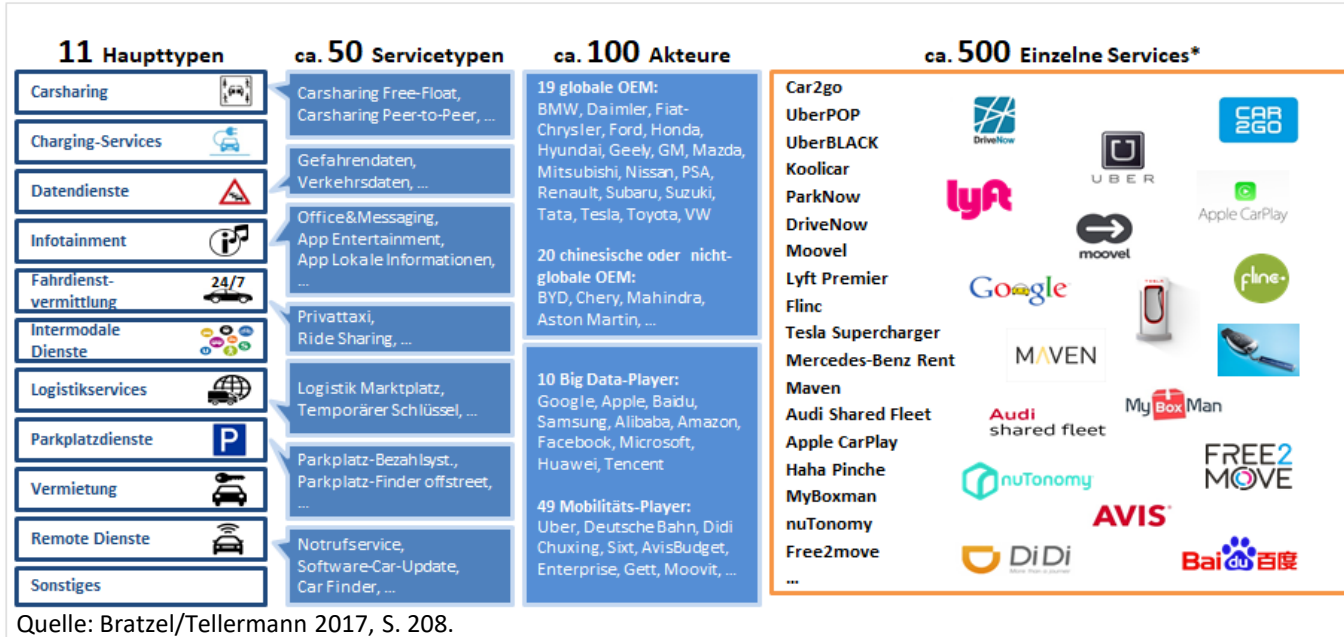 11 Haupttypen
Carsharing
Charging-Services
Datendienste
Infotainment
Fahrdienst-
vermittlung
24/7
Intermodale
Dienste
Logistikservices
Parkplatzdienste
P
Vermietung
Remote Dienste
Sonstiges
ca. 50 Servicetypen
Carsharing Free-Float,
Carsharing Peer-to-Peer, ...
Gefahrendaten,
Verkehrsdaten, ...
Office&Messaging,
App Entertainment,
App Lokale Informationen,
...
Privattaxi,
Ride Sharing, ...
Logistik Marktplatz,
Temporärer Schlüssel, ...
Parkplatz-Bezahlsyst.,
Parkplatz-Finder offstreet,
...
Notrufservice,
Software-Car-Update,
Car Finder, ...
ca. 100 Akteure
19 globale OEM:
BMW, Daimler, Fiat-
Chrysler, Ford, Honda,
Hyundai, Geely, GM, Mazda,
Mitsubishi, Nissan, PSA,
Renault, Subaru, Suzuki,
Tata, Tesla, Toyota, VW
20 chinesische oder nicht-
globale OEM:
BYD, Chery, Mahindra,
Aston Martin, ...
10 Big Data-Player:
Google, Apple, Baidu,
Samsung, Alibaba, Amazon,
Facebook, Microsoft,
Huawei, Tencent
49 Mobilitäts-Player:
Uber, Deutsche Bahn, Didi
Chuxing, Sixt, AvisBudget,
Enterprise, Gett, Moovit, ...
ca. 500 Einzelne Services*
Car2go
UberPOP
UberBLACK
Koolicar
ParkNow
DriveNow
Moovel
Lyft Premier
Flinc
Tesla Supercharger
Mercedes-Benz Rent
Maven
Audi Shared Fleet
Apple CarPlay
Haha Pinche
MyBoxman
nuTonomy
Free2move
...
DriveNow
UBER
CAR
2GO
lyft
moovel
Apple CarPlay
Google
flinc
MAVEN
Audi
shared fleet
My Box Man
nuTonomy
FREE2
MOVE
AVIS
DiDi
Bai du 百度
Quelle: Bratzel/Tellermann 2017, S. 208.